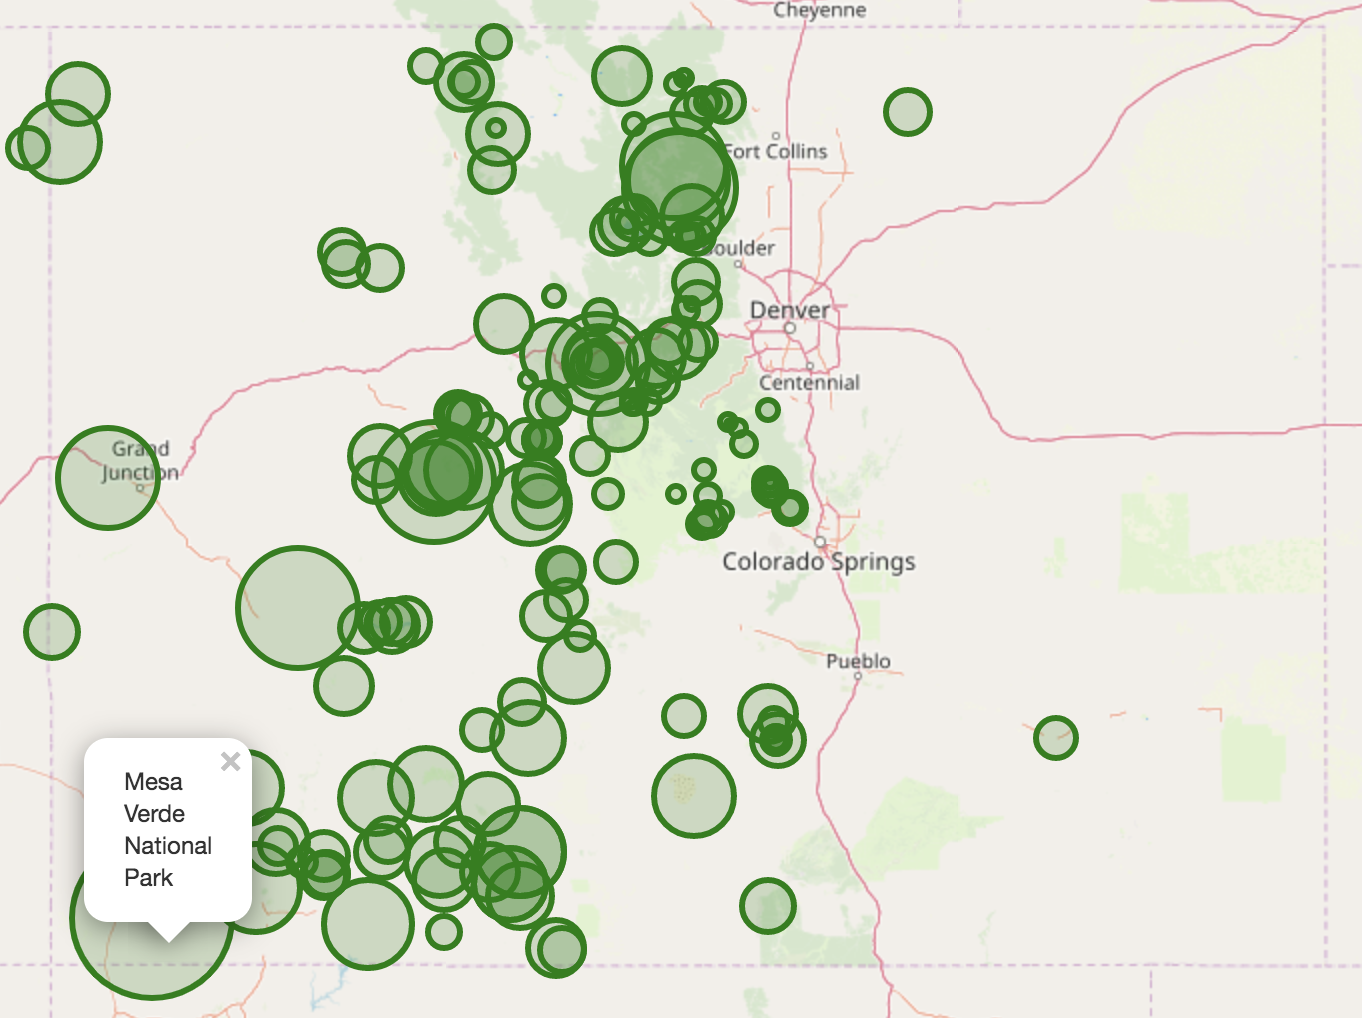 Cheyenne
Fort Collins
Boulder
Denver
Centennial
Grand
Junction
Colorado Springs
Pueblo
Mesa
Verde
National
Park